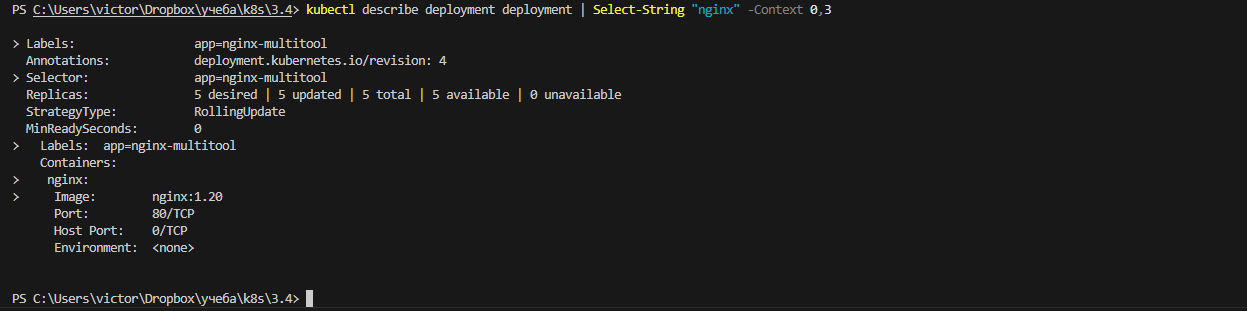 PS C:\Users\victor\Dropbox\учеба\k8s\3.4> kubectl describe deployment deployment | Select-String "nginx" -Context 0,3
> Labels:                 app=nginx-multitool
  Annotations:            deployment.kubernetes.io/revision: 4
> Selector:               app=nginx-multitool
  Replicas:               5 desired | 5 updated | 5 total | 5 available | 0 unavailable
  StrategyType:           RollingUpdate
  MinReadySeconds:        0
>   Labels:  app=nginx-multitool
    Containers:
>    nginx:
>     Image:        nginx:1.20
      Port:         80/TCP
      Host Port:    0/TCP
      Environment:  <none>
PS C:\Users\victor\Dropbox\учеба\k8s\3.4>